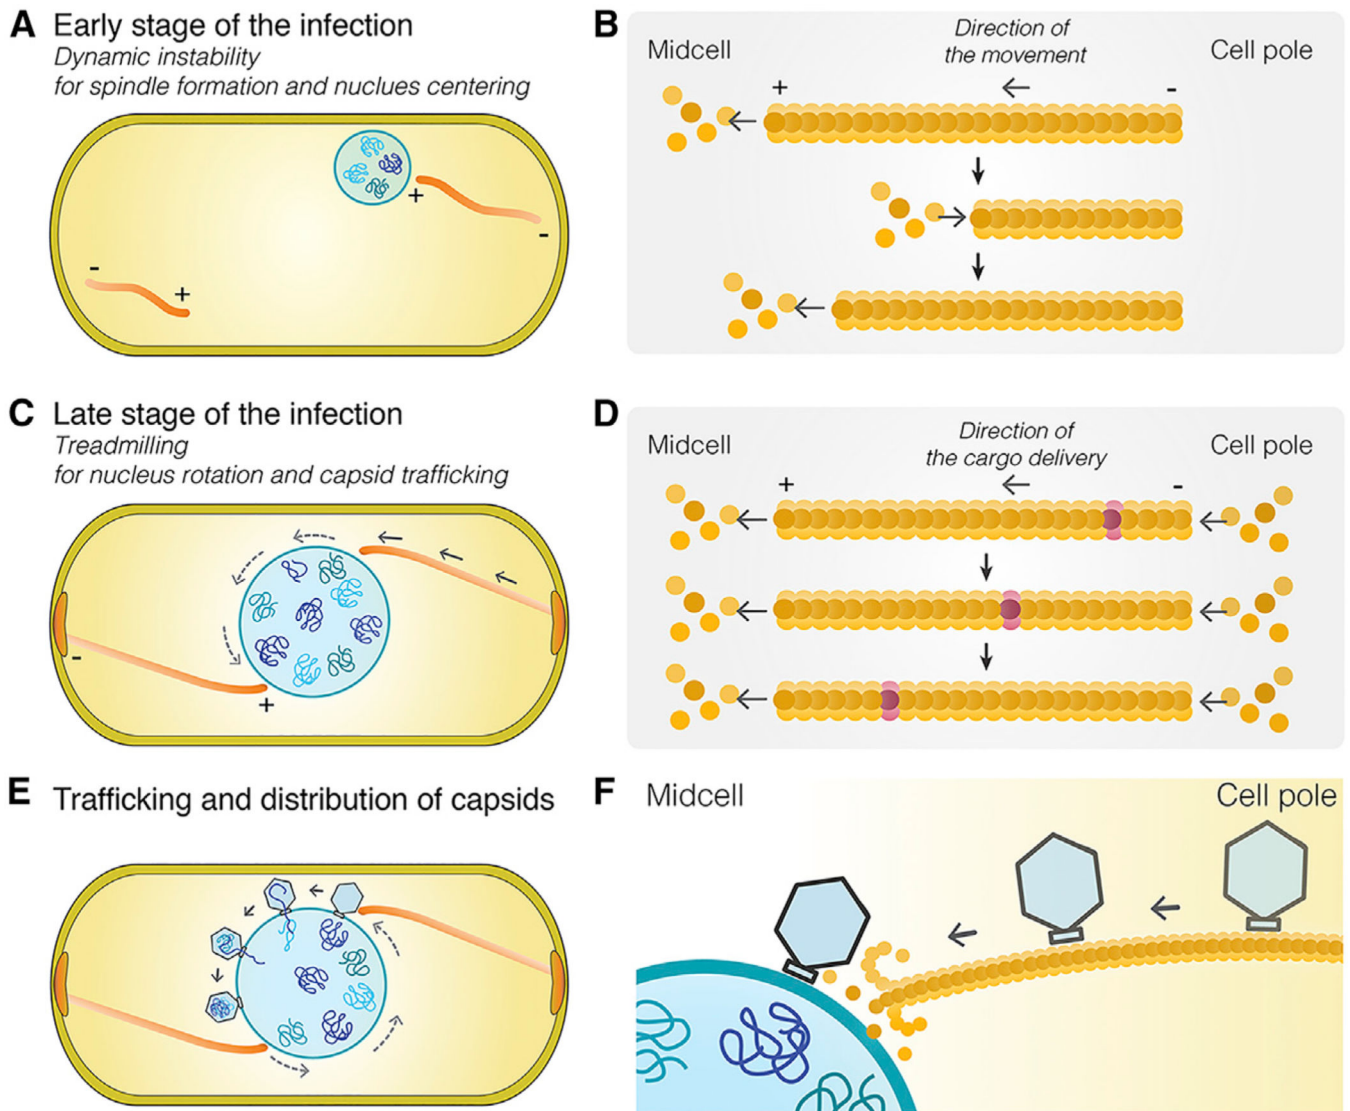 A Early stage of the infection
Dynamic instability
for spindle formation and nuclues centering
+
-
-
+
B
Midcell
Direction of
the movement
Cell pole
+
-
C Late stage of the infection
Treadmilling
for nucleus rotation and capsid trafficking
-
+
D
Midcell
Direction of
the cargo delivery
Cell pole
+
-
E Trafficking and distribution of capsids
F Midcell
Cell pole